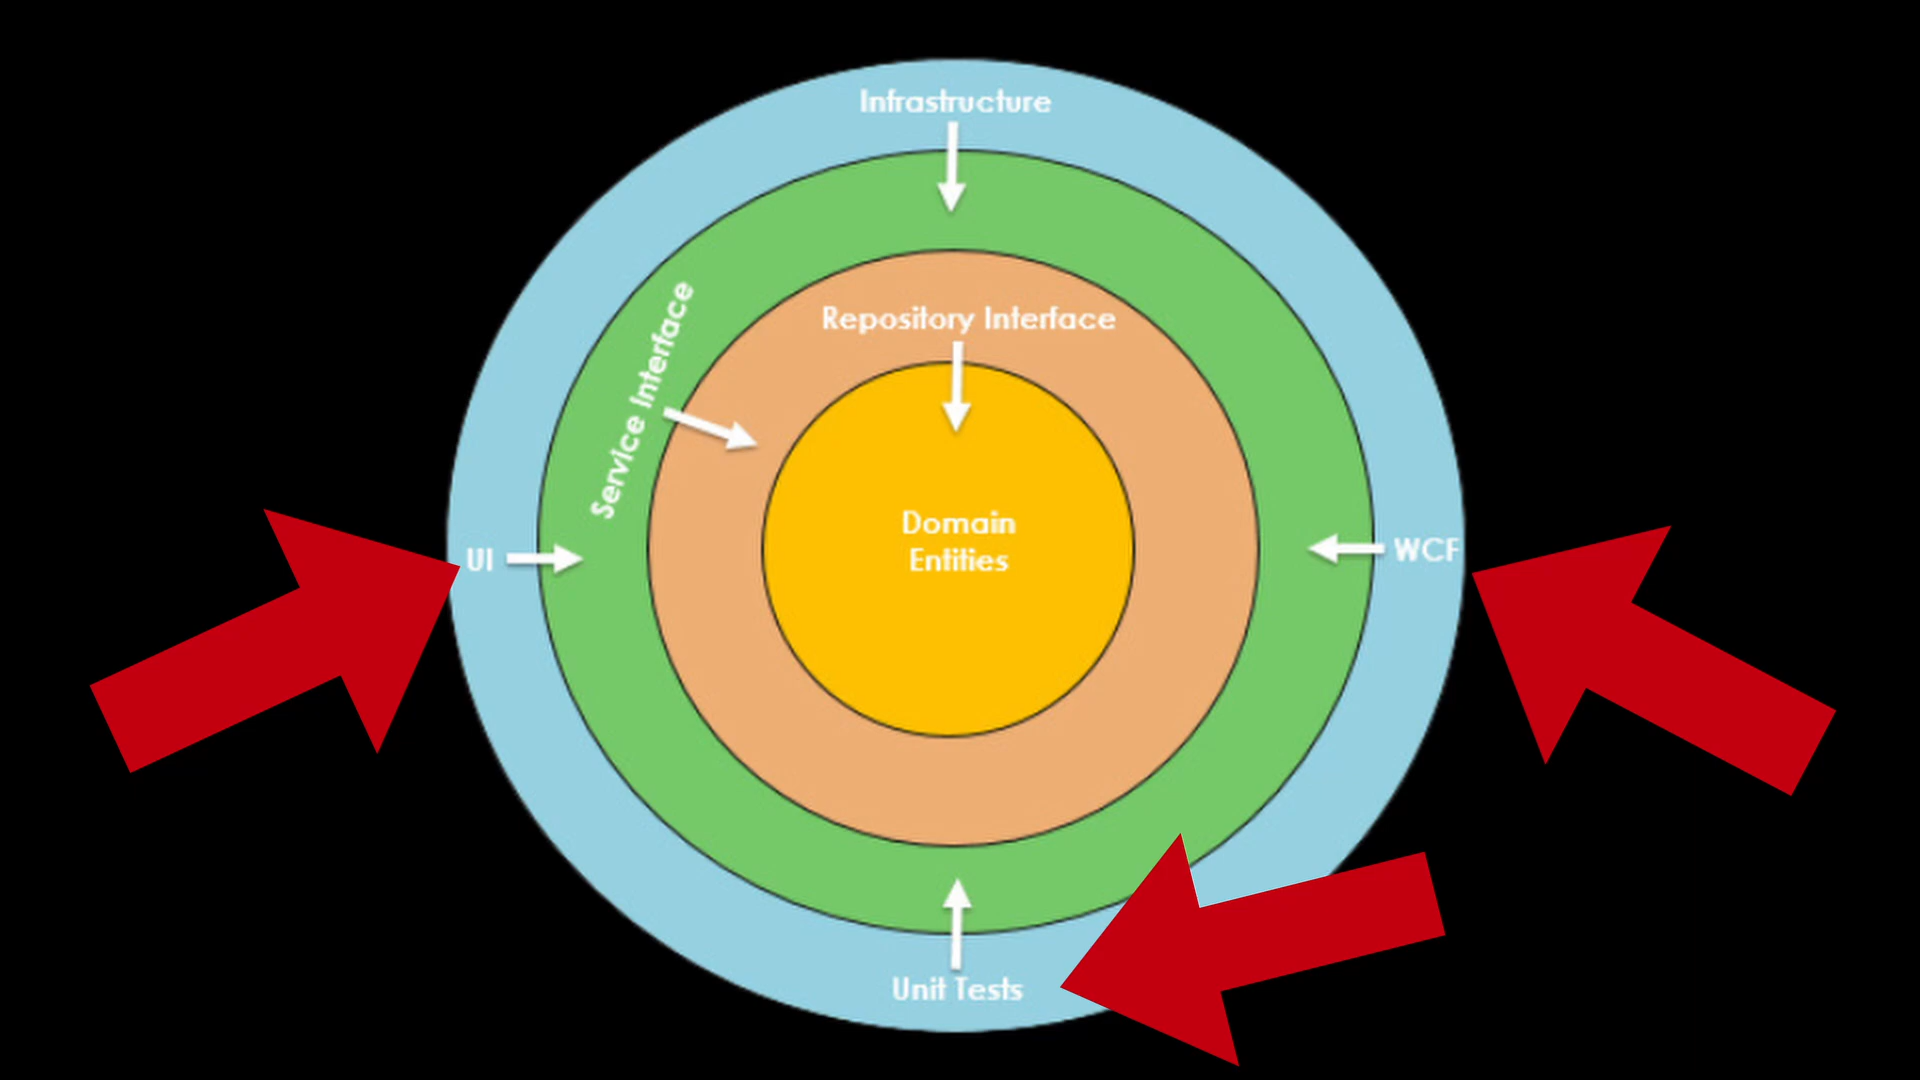 Infrastructure
Repository Interface
Service Interface
Domain
Entities
UI
WCF
Unit Tests